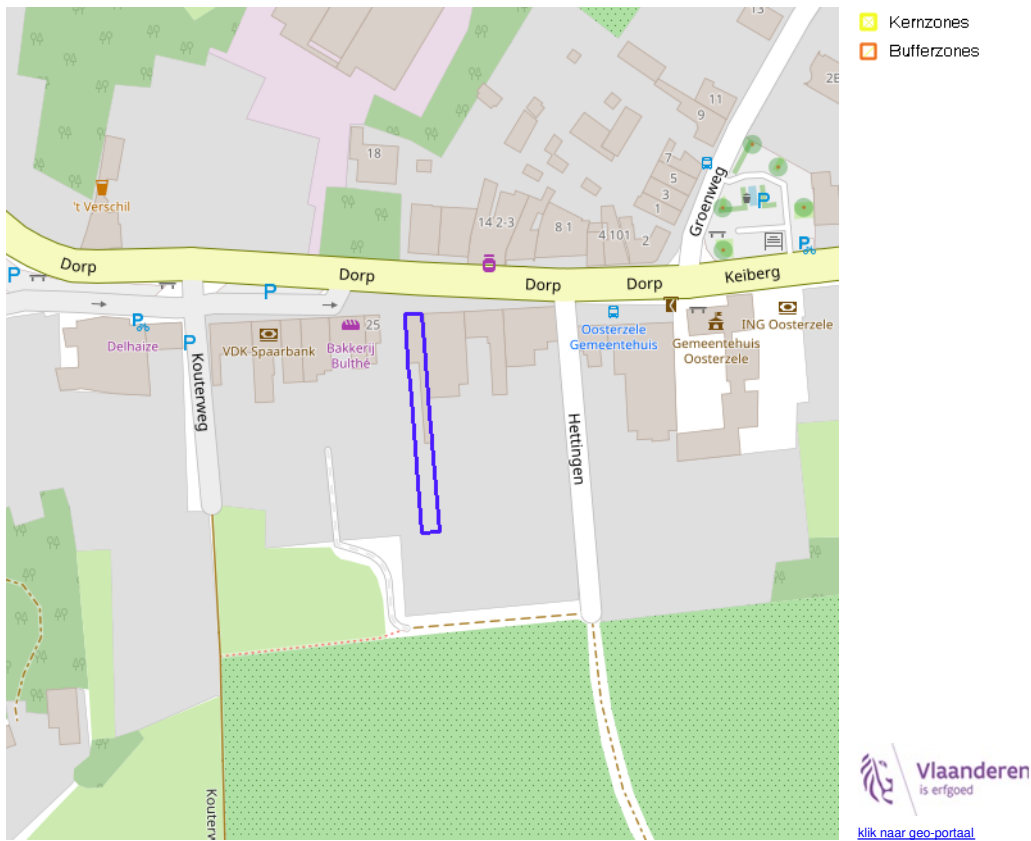 13
Kernzones
Bufferzones
2E
11
9
18
7
5
3
1
't Verschil
14 2-3
8 1
4 101
2
Groenweg
P
P
Dorp
Dorp
Dorp
Dorp
Keiberg
P
P
P
Delhaize
P
VDK Spaarbank
Bakkerij
Bulthé
25
Oosterzele
Gemeentehuis
Gemeentehuis
Oosterzele
ING Oosterzele
Kouterweg
Hettingen
Kouterw
Vlaanderen
is erfgoed
klik naar geo-portaal